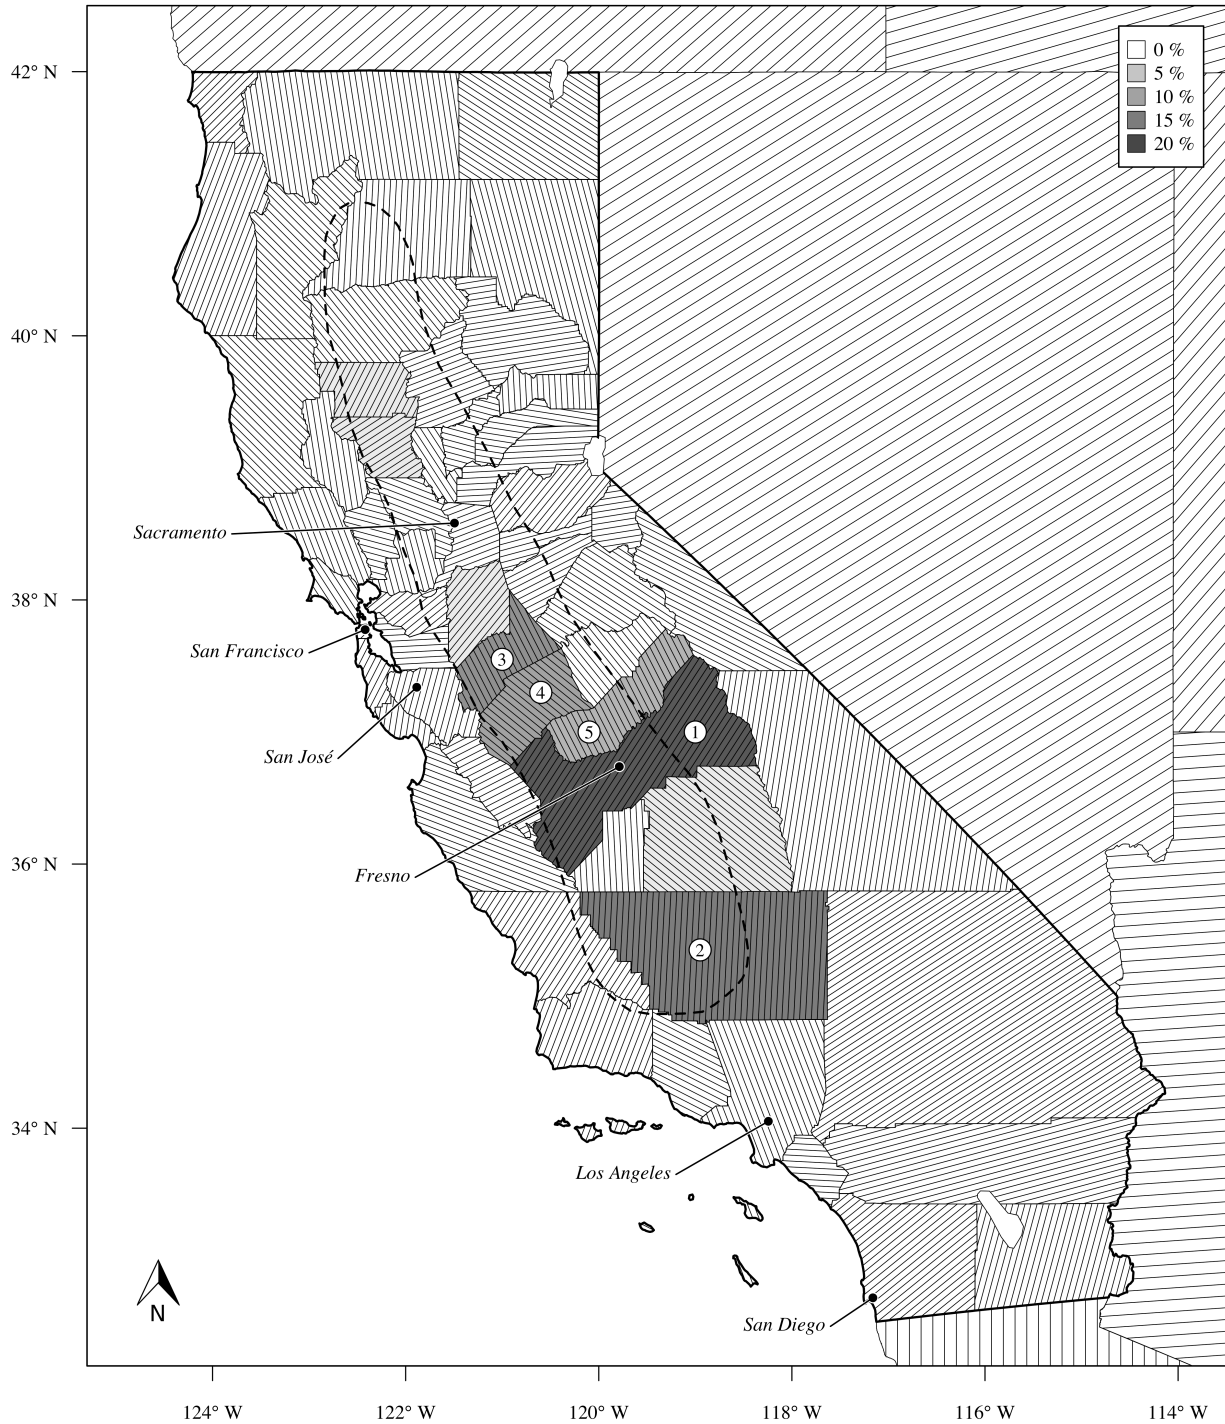 0 %
5 %
10 %
15 %
20 %
42° N
40° N
Sacramento
38° N
San Francisco
3
4
San José
5
1
36° N
Fresno
2
34° N
Los Angeles
N
San Diego
124° W
122° W
120° W
118° W
116° W
114° W